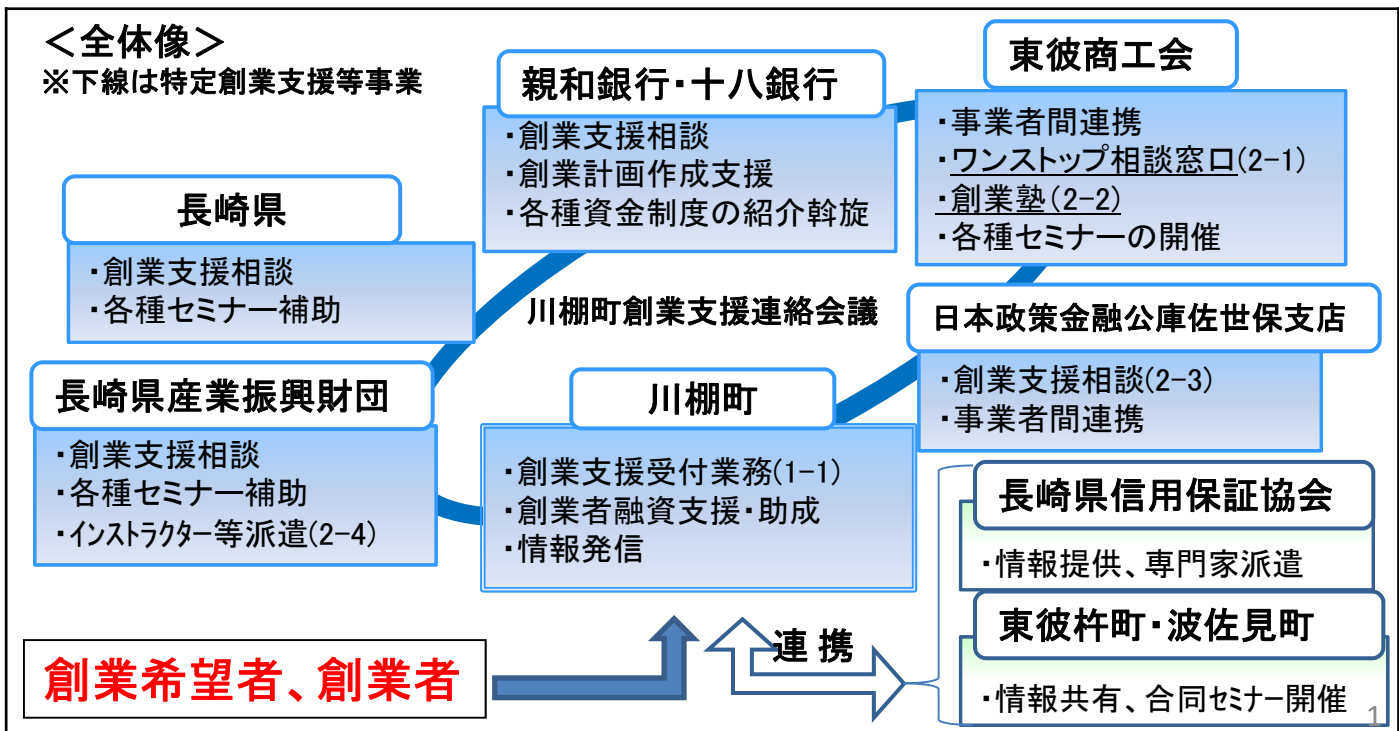 ＜全体像＞
※下線は特定創業支援等事業
親和銀行・十八銀行
・創業支援相談
・創業計画作成支援
・各種資金制度の紹介斡旋
東彼商工会
・事業者間連携
・ワンストップ相談窓口(2-1)
・創業塾(2-2)
・各種セミナーの開催
長崎県
・創業支援相談
・各種セミナー補助
川棚町創業支援連絡会議
日本政策金融公庫佐世保支店
・創業支援相談(2-3)
・事業者間連携
長崎県産業振興財団
・創業支援相談
・各種セミナー補助
・インストラクター等派遣(2-4)
川棚町
・創業支援受付業務(1-1)
・創業者融資支援・助成
・情報発信
長崎県信用保証協会
・情報提供、専門家派遣
東彼杵町・波佐見町
・情報共有、合同セミナー開催
連 携
創業希望者、創業者
1